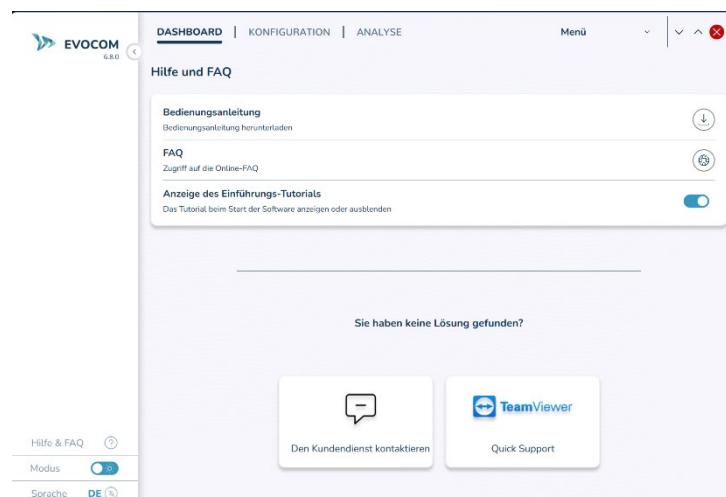 EVOCOM
6.8.0
DASHBOARD | KONFIGURATION | ANALYSE
Menü
Hilfe und FAQ
Bedienungsanleitung
Bedienungsanleitung herunterladen
FAQ
Zugriff auf die Online-FAQ
Anzeige des Einführungs-Tutorials
Das Tutorial beim Start der Software anzeigen oder ausblenden
Sie haben keine Lösung gefunden?
Den Kundendienst kontaktieren
TeamViewer
Quick Support
Hilfe & FAQ
Modus
Sprache DE